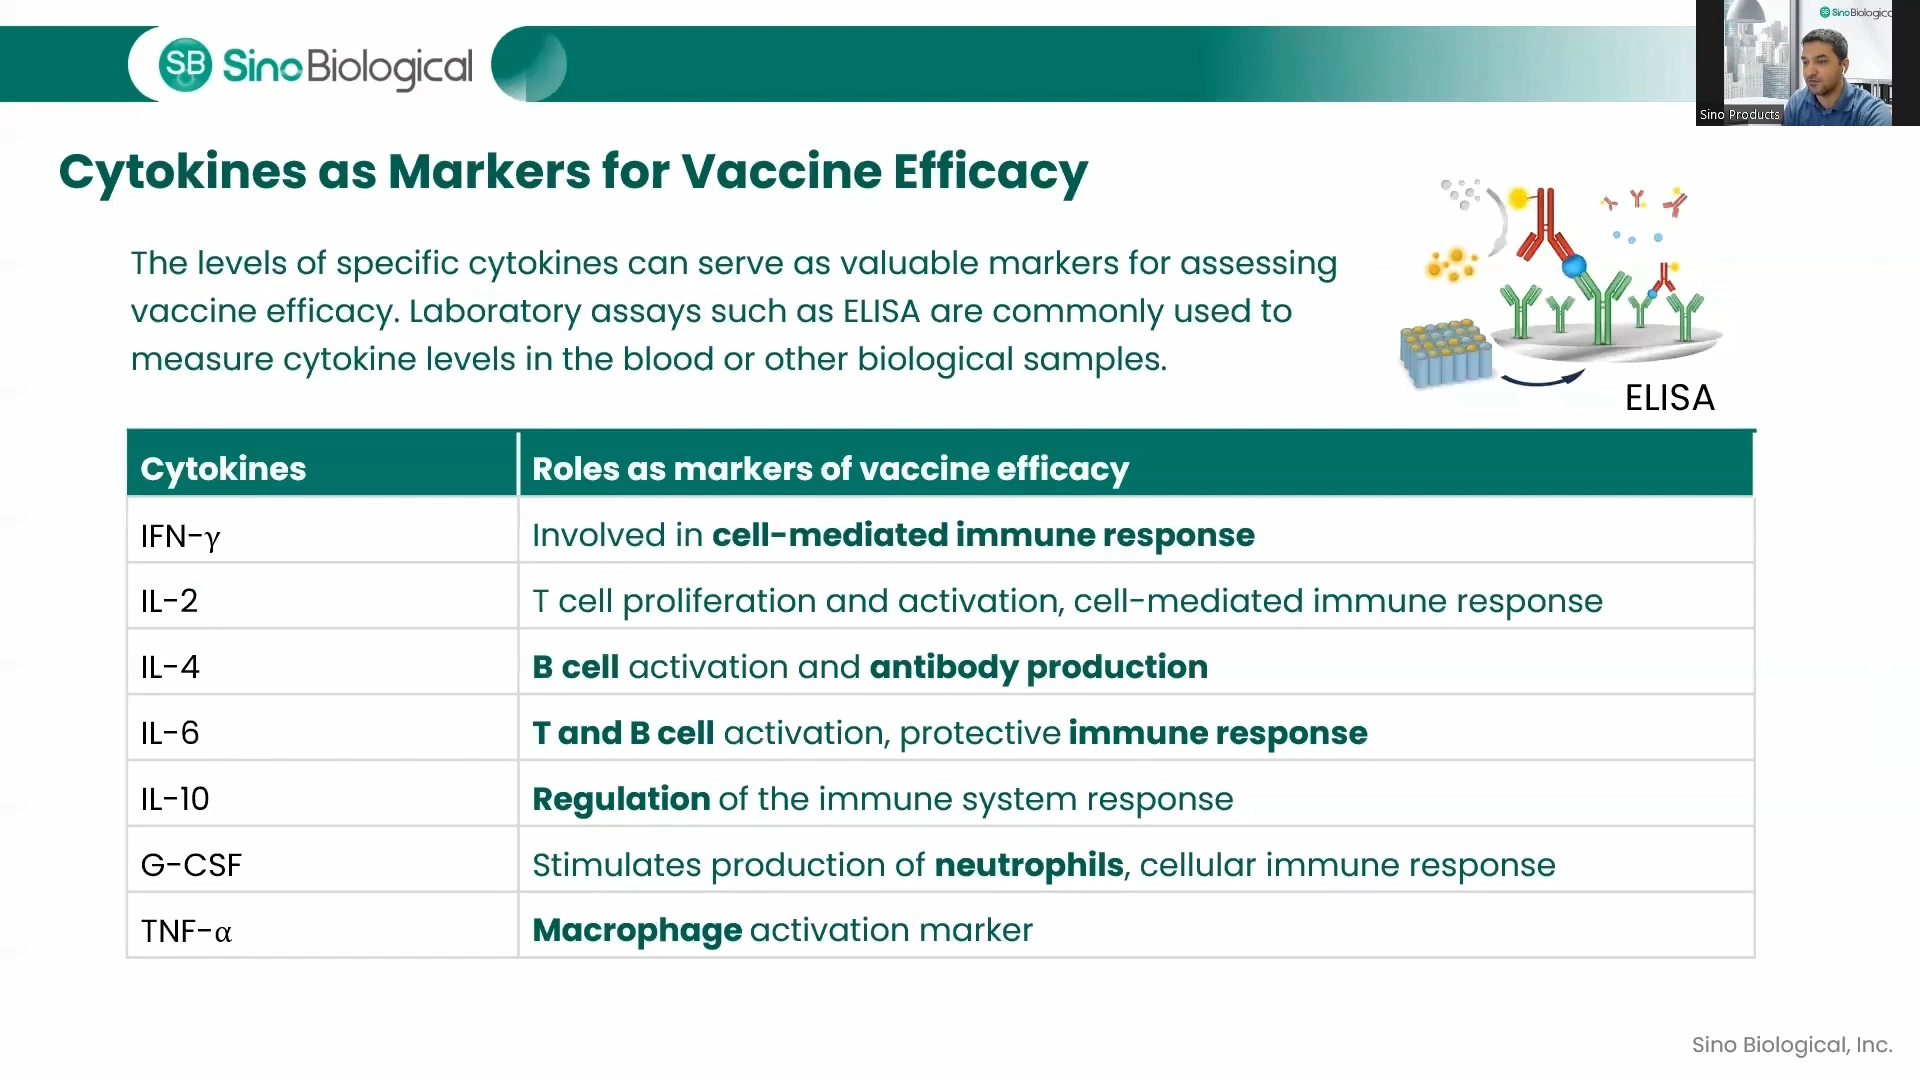 SB SinoBiological
SinoBiologic
Sino Products
Cytokines as Markers for Vaccine Efficacy
The levels of specific cytokines can serve as valuable markers for assessing
vaccine efficacy. Laboratory assays such as ELISA are commonly used to
measure cytokine levels in the blood or other biological samples.
ELISA
Cytokines Roles as markers of vaccine efficacy
IFN-γ Involved in cell-mediated immune response
IL-2 T cell proliferation and activation, cell-mediated immune response
IL-4 B cell activation and antibody production
IL-6 T and B cell activation, protective immune response
IL-10 Regulation of the immune system response
G-CSF Stimulates production of neutrophils, cellular immune response
TNF-α Macrophage activation marker
Sino Biological, Inc.